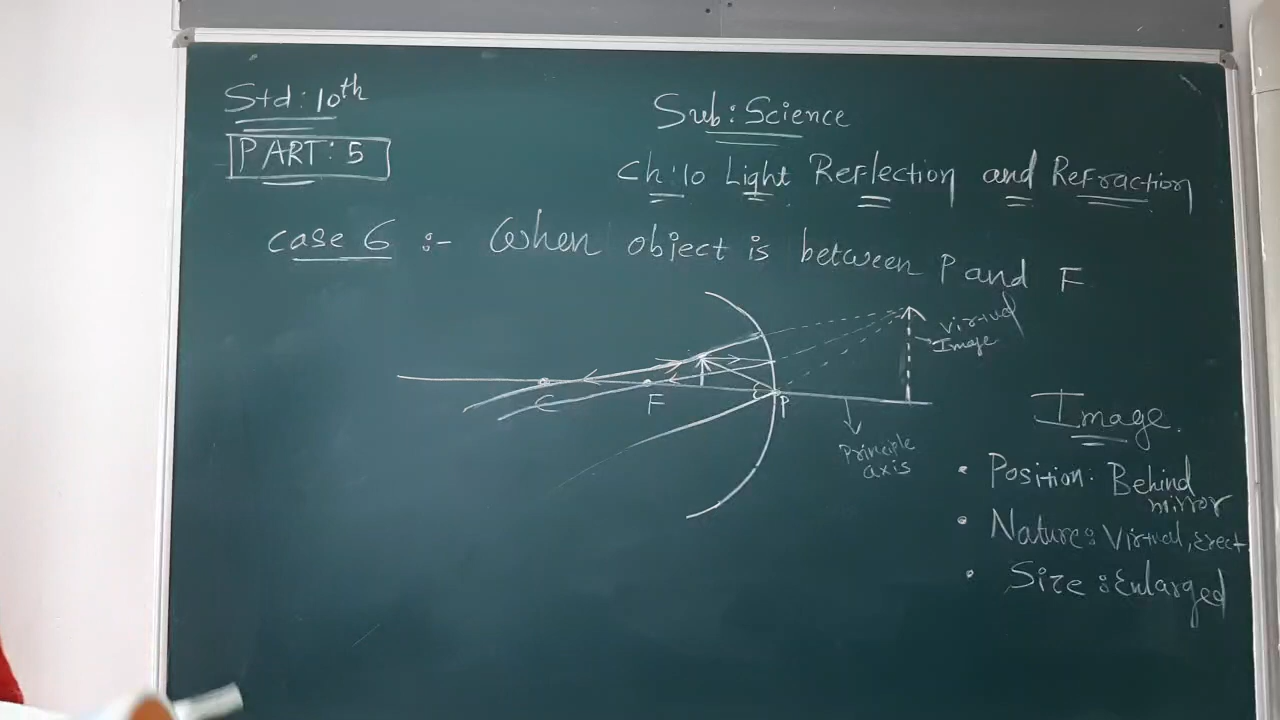 Std: 10th
PART: 5
Sub: Science
Ch: 10 Light Reflection and Refraction
case 6 :- When object is between P and F
Virtual
Image
C
F
P
Principle
axis
Image.
• Position: Behind
mirror
• Nature: Virtual, Erect
• Size : Enlarged